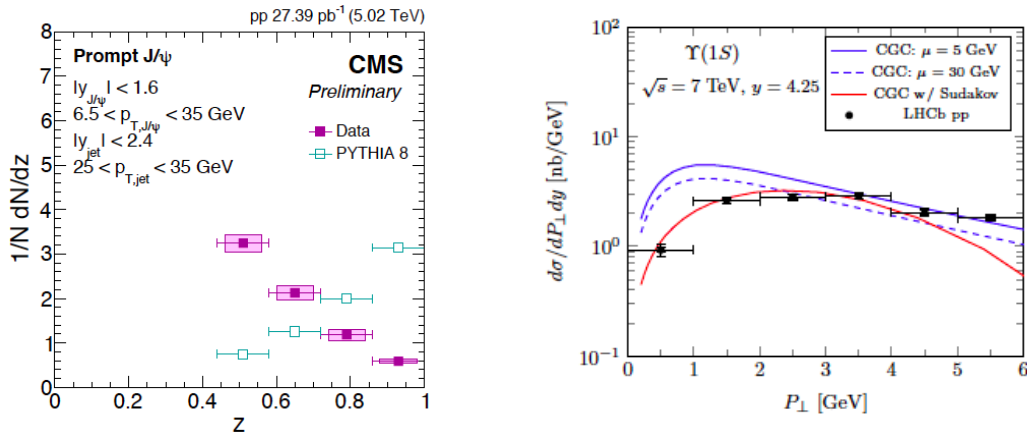 pp 27.39 pb⁻¹ (5.02 TeV)
8
7
6
5
4
3
2
1
0
1/N dN/dz
Prompt J/ψ
|y_J/ψ| < 1.6
6.5 < p_T,J/ψ < 35 GeV
|y_jet| < 2.4
25 < p_T,jet < 35 GeV
CMS
Preliminary
Data
PYTHIA 8
0 0.2 0.4 0.6 0.8 1
z
10²
10¹
10⁰
10⁻¹
dσ/dP⊥dy [nb/GeV]
Υ(1S)
√s = 7 TeV, y = 4.25
CGC: μ = 5 GeV
CGC: μ = 30 GeV
CGC w/ Sudakov
LHCb pp
0 1 2 3 4 5 6
P⊥ [GeV]